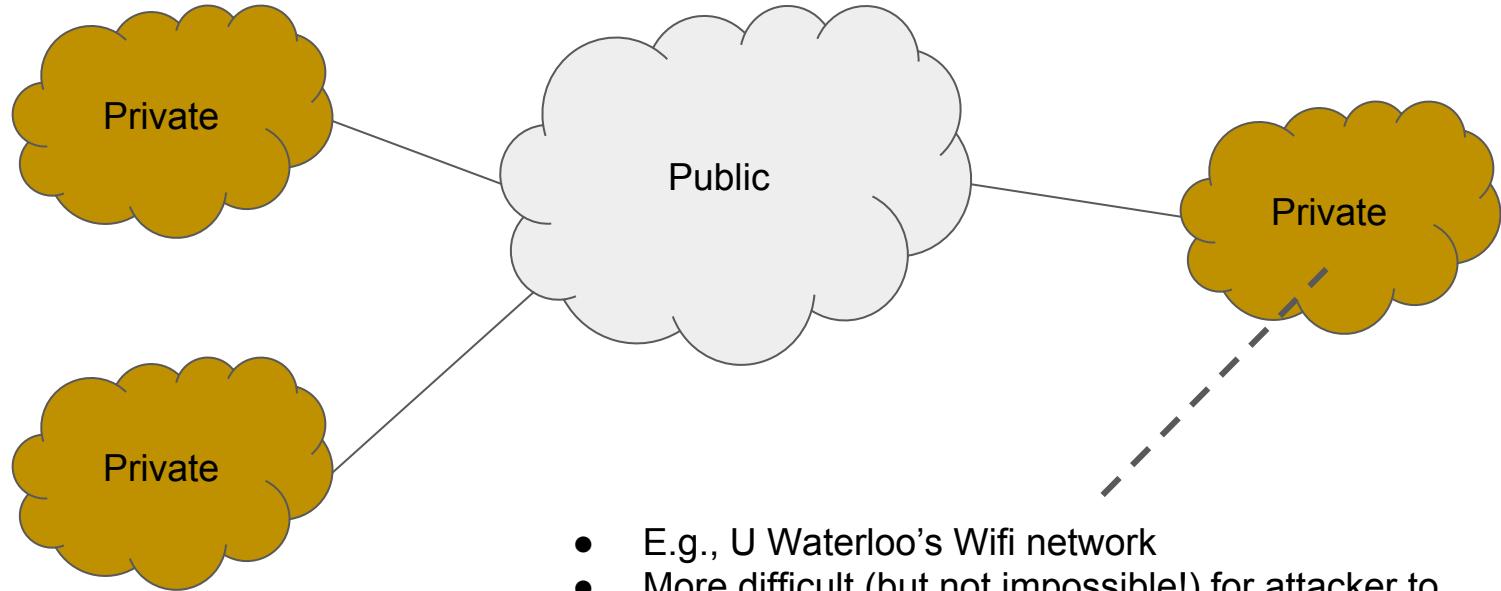 Private
Public
Private
Private
● E.g., U Waterloo’s Wifi network
● More difficult (but not impossible!) for attacker to